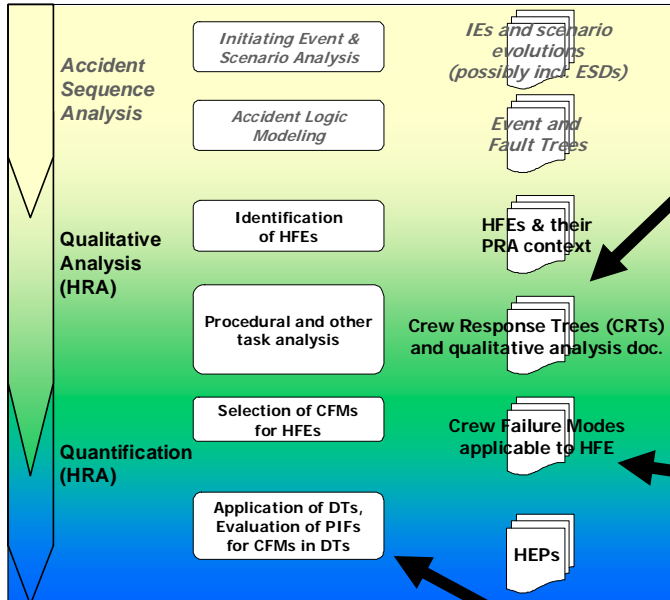 Accident
Sequence
Analysis
Initiating Event &
Scenario Analysis
IEs and scenario
evolutions
(possibly incl. ESDs)
Accident Logic
Modeling
Event and
Fault Trees
Qualitative
Analysis
(HRA)
Identification
of HFEs
HFEs & their
PRA context
Procedural and other
task analysis
Crew Response Trees (CRTs)
and qualitative analysis doc.
Quantification
(HRA)
Selection of CFMs
for HFEs
Crew Failure Modes
applicable to HFE
Application of DTs,
Evaluation of PIFs
for CFMs in DTs
HEPs